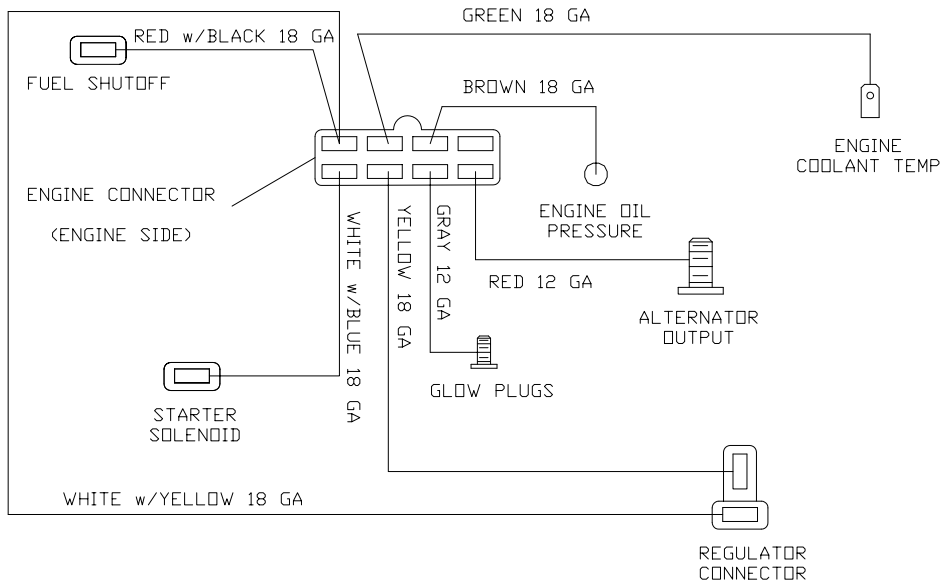 GREEN 18 GA
RED w/BLACK 18 GA
FUEL SHUTOFF
BROWN 18 GA
ENGINE
COOLANT TEMP
ENGINE CONNECTOR
(ENGINE SIDE)
ENGINE OIL
PRESSURE
WHITE w/BLUE 18 GA
YELLOW 18 GA
GRAY 12 GA
RED 12 GA
ALTERNATOR
OUTPUT
GLOW PLUGS
STARTER
SOLENOID
WHITE w/YELLOW 18 GA
REGULATOR
CONNECTOR